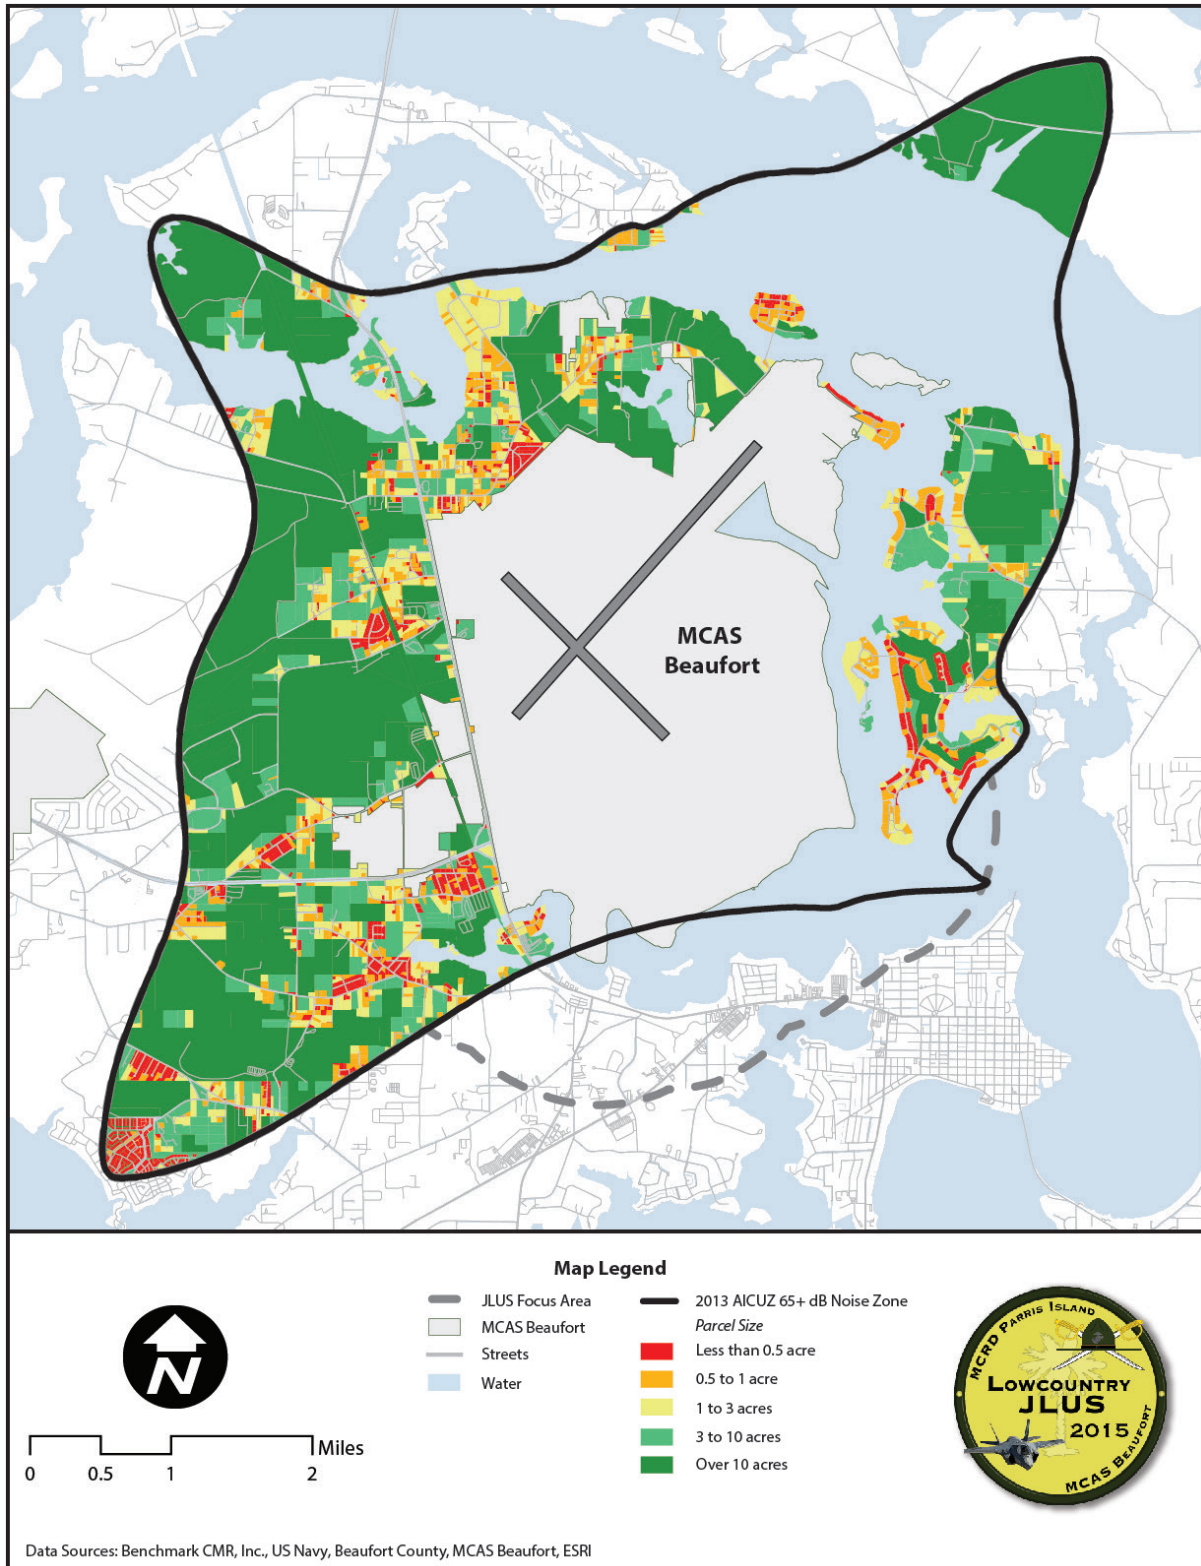 MCAS
Beaufort
Map Legend
JLUS Focus Area
MCAS Beaufort
Streets
Water
2013 AICUZ 65+ dB Noise Zone
Parcel Size
Less than 0.5 acre
0.5 to 1 acre
1 to 3 acres
3 to 10 acres
Over 10 acres
N
Miles
0 0.5 1 2
MCRD PARRIS ISLAND
LOWCOUNTRY
JLUS
2015
MCAS BEAUFORT
Data Sources: Benchmark CMR, Inc., US Navy, Beaufort County, MCAS Beaufort, ESRI